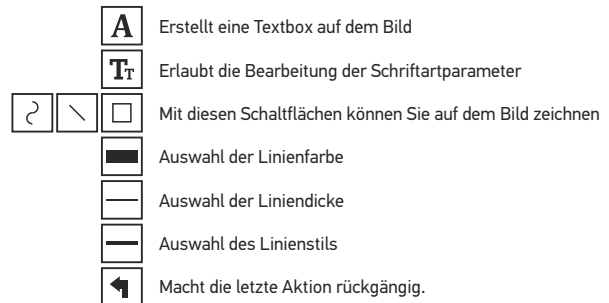 A Erstellt eine Textbox auf dem Bild
TT Erlaubt die Bearbeitung der Schriftartparameter
Mit diesen Schaltflächen können Sie auf dem Bild zeichnen
Auswahl der Linienfarbe
Auswahl der Liniendicke
Auswahl des Linienstils
Macht die letzte Aktion rückgängig.